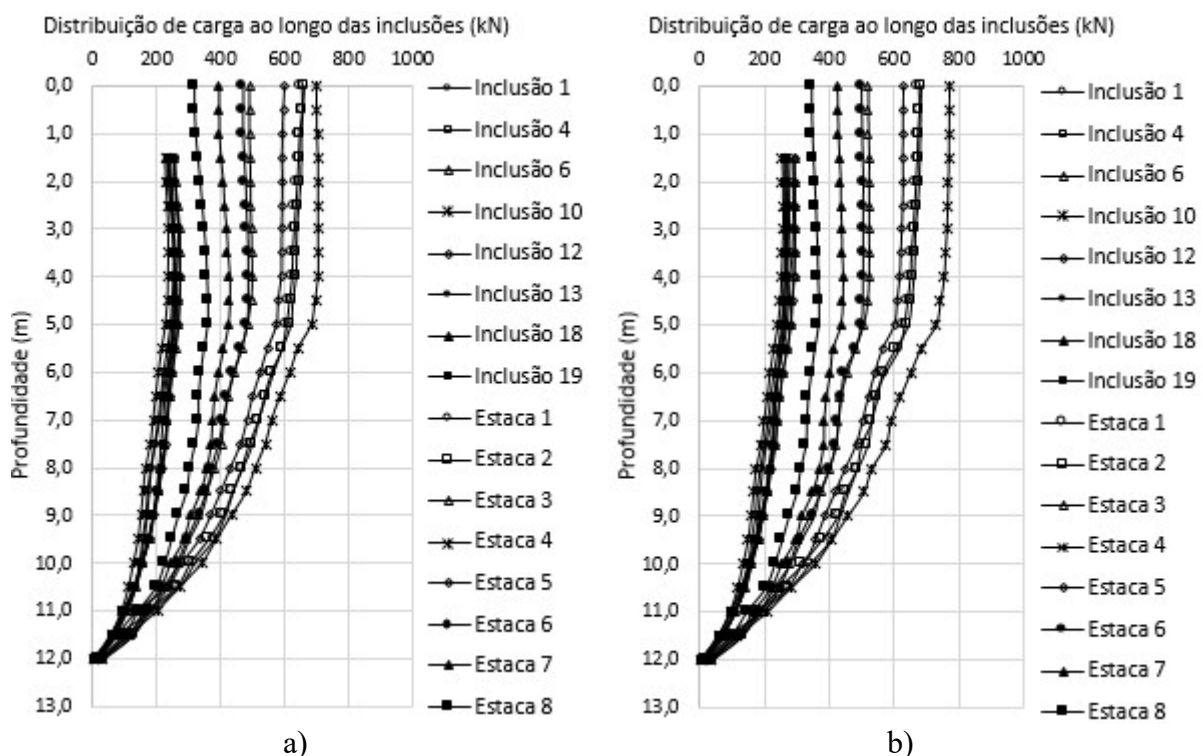 Distribuição de carga ao longo das inclusões (kN)
0 200 400 600 800 1000
Profundidade (m)
0,0
1,0
2,0
3,0
4,0
5,0
6,0
7,0
8,0
9,0
10,0
11,0
12,0
13,0
Inclusão 1
Inclusão 4
Inclusão 6
Inclusão 10
Inclusão 12
Inclusão 13
Inclusão 18
Inclusão 19
Estaca 1
Estaca 2
Estaca 3
Estaca 4
Estaca 5
Estaca 6
Estaca 7
Estaca 8
a)
Distribuição de carga ao longo das inclusões (kN)
0 200 400 600 800 1000
Profundidade (m)
0,0
1,0
2,0
3,0
4,0
5,0
6,0
7,0
8,0
9,0
10,0
11,0
12,0
13,0
Inclusão 1
Inclusão 4
Inclusão 6
Inclusão 10
Inclusão 12
Inclusão 13
Inclusão 18
Inclusão 19
Estaca 1
Estaca 2
Estaca 3
Estaca 4
Estaca 5
Estaca 6
Estaca 7
Estaca 8
b)